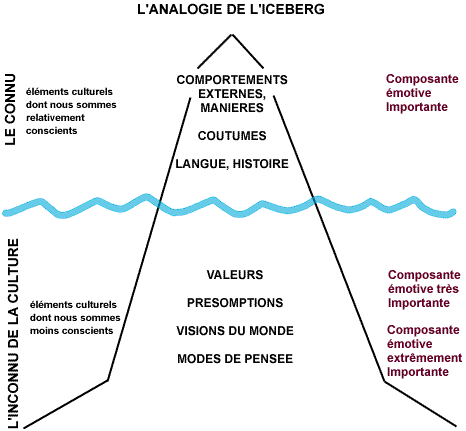 L'ANALOGIE DE L'ICEBERG
LE CONNU
éléments culturels
dont nous sommes
relativement
conscients
COMPORTEMENTS
EXTERNES,
MANIERES
COUTUMES
LANGUE, HISTOIRE
Composante
émotive
Importante
L'INCONNU DE LA CULTURE
éléments culturels
dont nous sommes
moins conscients
VALEURS
PRESOMPTIONS
VISIONS DU MONDE
MODES DE PENSEE
Composante
émotive très
Importante
Composante
émotive
extrêmement
Importante